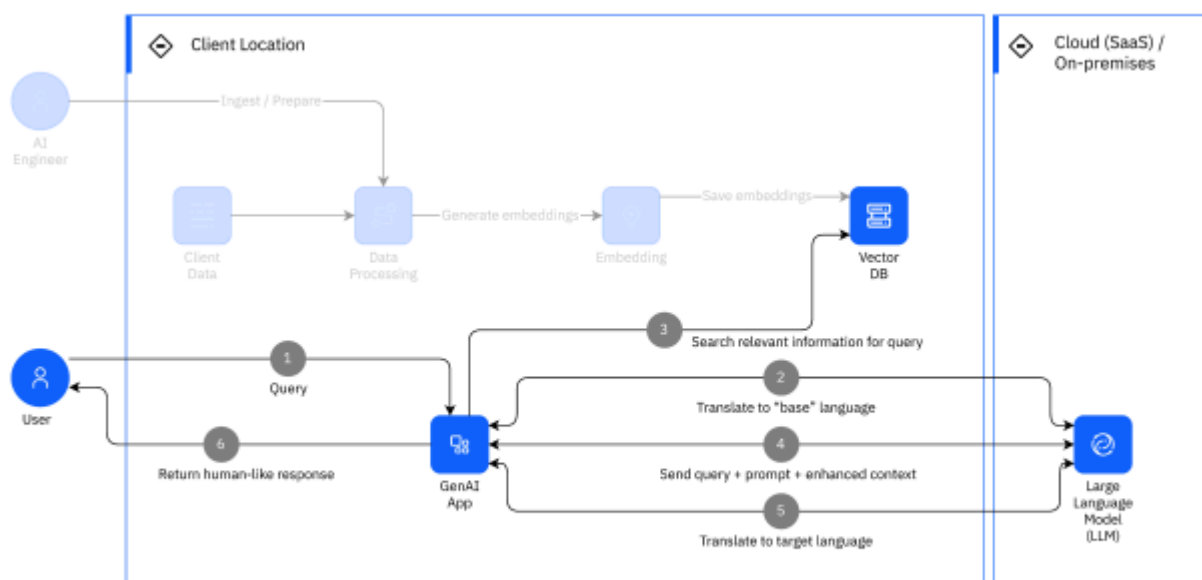 Client Location
Cloud (SaaS) /
On-premises
Ingest / Prepare
AI
Engineer
Client
Data
Data
Processing
Generate embeddings
Embedding
Save embeddings
Vector
DB
3
Search relevant information for query
1
Query
User
2
Translate to "base" language
6
Return human-like response
GenAI
App
4
Send query + prompt + enhanced context
5
Translate to target language
Large
Language
Model
(LLM)